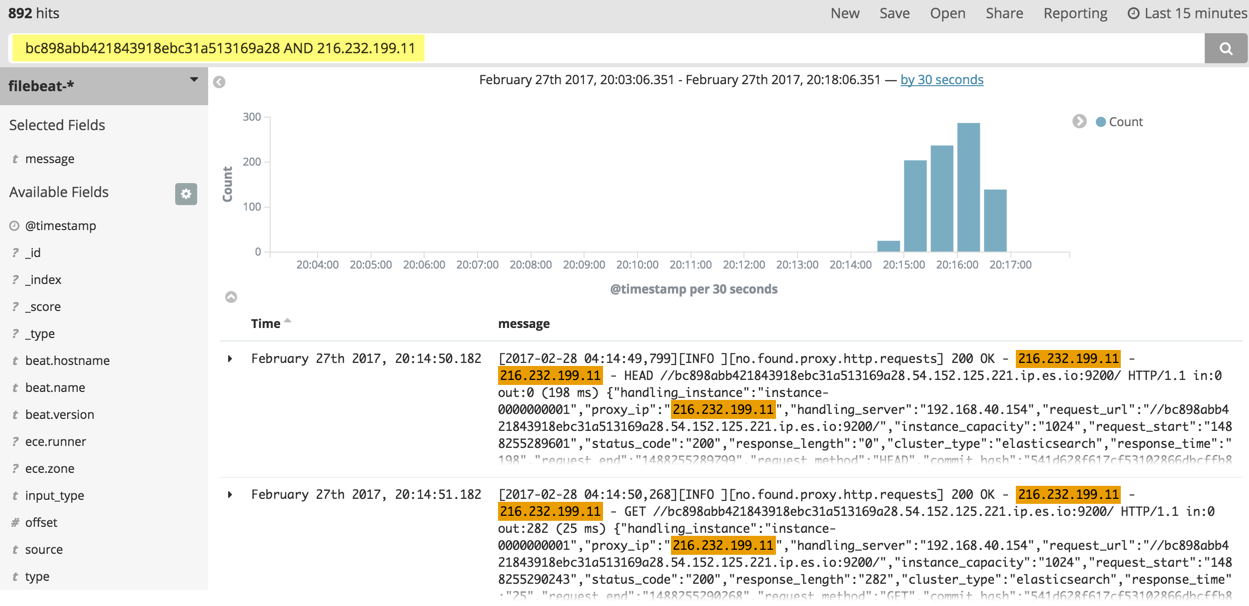 892 hits
New Save Open Share Reporting Last 15 minutes
bc898abb421843918ebc31a513169a28 AND 216.232.199.11
filebeat-*
Selected Fields
t message
Available Fields
@timestamp
? _id
? _index
? _score
? _type
t beat.hostname
t beat.name
t beat.version
? ece.runner
? ece.zone
t input_type
# offset
t source
t type
February 27th 2017, 20:03:06.351 - February 27th 2017, 20:18:06.351 — by 30 seconds
Count
300
200
100
0
20:04:00 20:05:00 20:06:00 20:07:00 20:08:00 20:09:00 20:10:00 20:11:00 20:12:00 20:13:00 20:14:00 20:15:00 20:16:00 20:17:00
@timestamp per 30 seconds
Count
Time message
February 27th 2017, 20:14:50.182 [2017-02-28 04:14:49,799][INFO ][no.found.proxy.http.requests] 200 OK - 216.232.199.11 -
216.232.199.11 - HEAD //bc898abb421843918ebc31a513169a28.54.152.125.221.ip.es.io:9200/ HTTP/1.1 in:0
out:0 (198 ms) {"handling_instance":"instance-
0000000001","proxy_ip":"216.232.199.11","handling_server":"192.168.40.154","request_url":"//bc898abb4
21843918ebc31a513169a28.54.152.125.221.ip.es.io:9200/","instance_capacity":"1024","request_start":"148
8255289601","status_code":"200","response_length":"0","cluster_type":"elasticsearch","response_time":"
198","request_end":"1488255289799","request_method":"HEAD","commit_hash":"541d628f617cf53102866dbcffb8
February 27th 2017, 20:14:51.182 [2017-02-28 04:14:50,268][INFO ][no.found.proxy.http.requests] 200 OK - 216.232.199.11 -
216.232.199.11 - GET //bc898abb421843918ebc31a513169a28.54.152.125.221.ip.es.io:9200/ HTTP/1.1 in:0
out:282 (25 ms) {"handling_instance":"instance-
0000000001","proxy_ip":"216.232.199.11","handling_server":"192.168.40.154","request_url":"//bc898abb4
21843918ebc31a513169a28.54.152.125.221.ip.es.io:9200/","instance_capacity":"1024","request_start":"148
8255290243","status_code":"200","response_length":"282","cluster_type":"elasticsearch","response_time"
:"25","request_end":"1488255290268","request_method":"GET","commit_hash":"541d628f617cf53102866dbcffb8